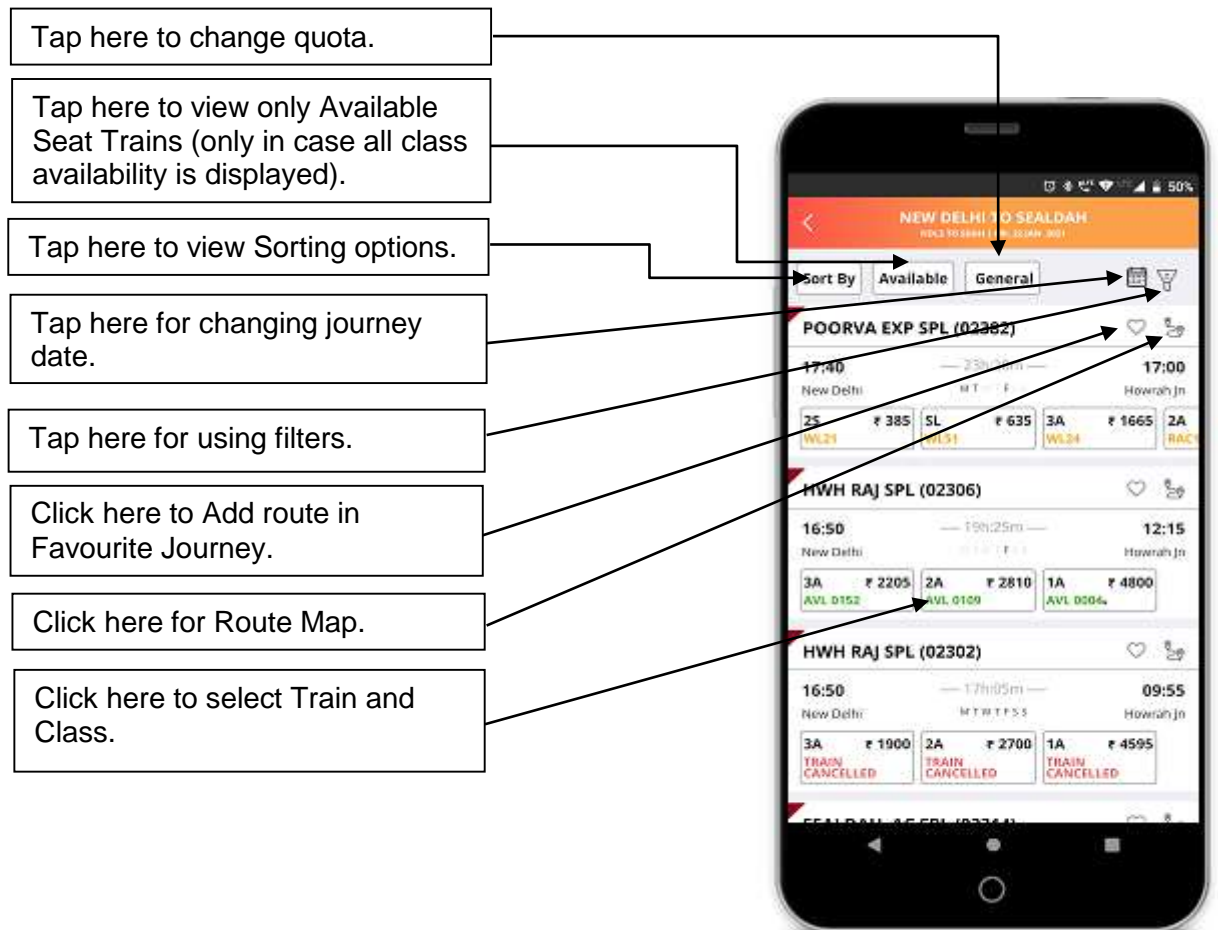 Tap here to change quota.
Tap here to view only Available
Seat Trains (only in case all class
availability is displayed).
Tap here to view Sorting options.
Tap here for changing journey
date.
Tap here for using filters.
Click here to Add route in
Favourite Journey.
Click here for Route Map.
Click here to select Train and
Class.
50%
NEW DELHI TO SEALDAH
Sort By Available General
POORVA EXP SPL (02382)
17:40 17:00
New Delhi M T F Howrah Jn
2S ₹ 385 SL ₹ 635 3A ₹ 1665 2A
WL21 WL51 WL24 RAC1
HWH RAJ SPL (02306)
16:50 19h:25m 12:15
New Delhi F Howrah Jn
3A ₹ 2205 2A ₹ 2810 1A ₹ 4800
AVL 0152 AVL 0109 AVL 0004
HWH RAJ SPL (02302)
16:50 17h:05m 09:55
New Delhi M T W T F S S Howrah Jn
3A ₹ 1900 2A ₹ 2700 1A ₹ 4595
TRAIN TRAIN TRAIN
CANCELLED CANCELLED CANCELLED